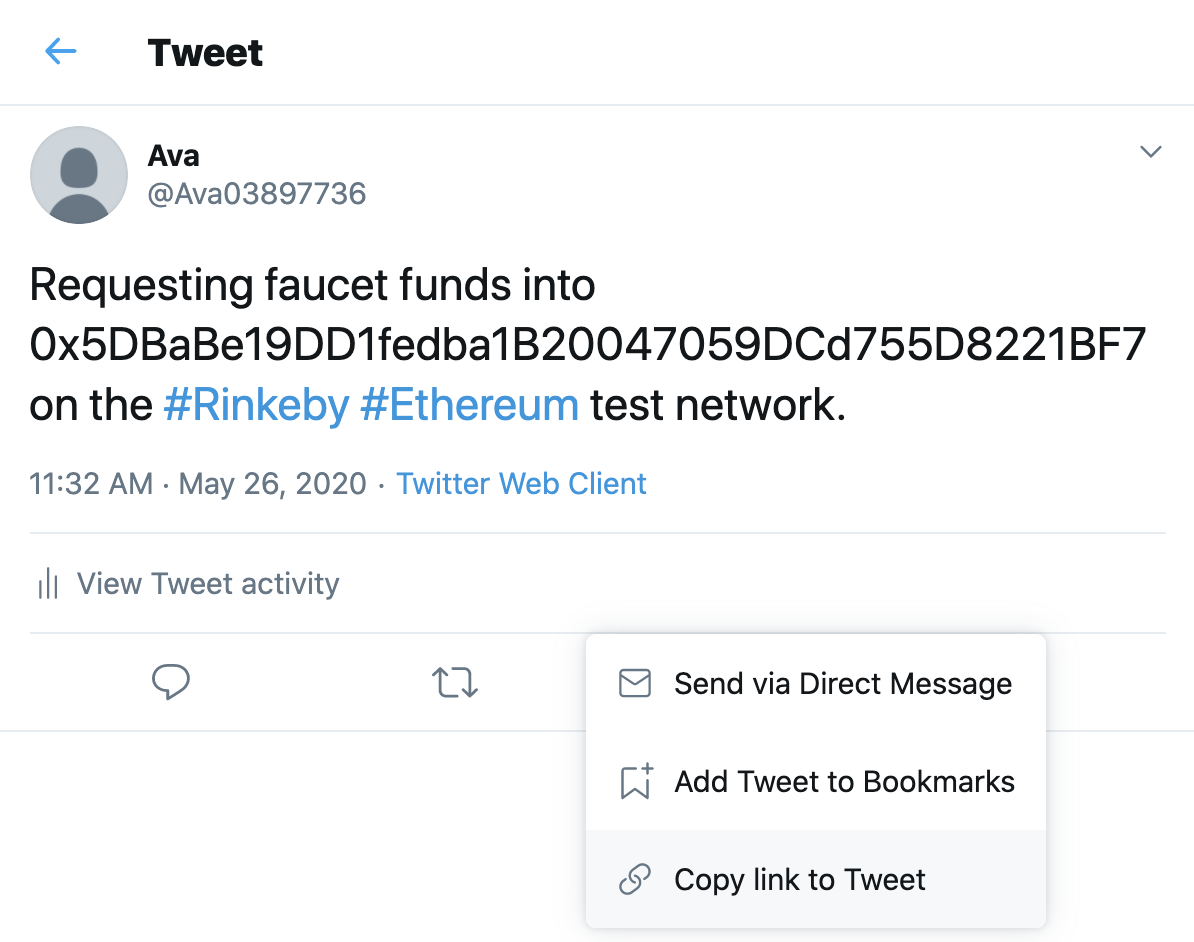 Tweet
Ava
@Ava03897736
Requesting faucet funds into
0x5DBaBe19DD1fedba1B20047059DCd755D8221BF7
on the #Rinkeby #Ethereum test network.
11:32 AM · May 26, 2020 · Twitter Web Client
View Tweet activity
Send via Direct Message
Add Tweet to Bookmarks
Copy link to Tweet